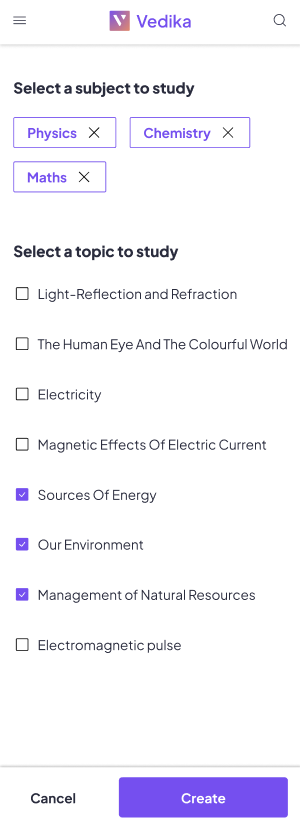 Vedika
Select a subject to study
Physics
Chemistry
Maths
Select a topic to study
Light-Reflection and Refraction
The Human Eye And The Colourful World
Electricity
Magnetic Effects Of Electric Current
Sources Of Energy
Our Environment
Management of Natural Resources
Electromagnetic pulse
Cancel
Create